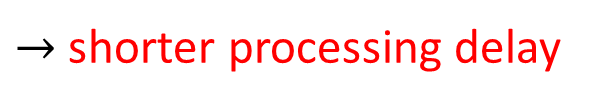 → shorter processing delay